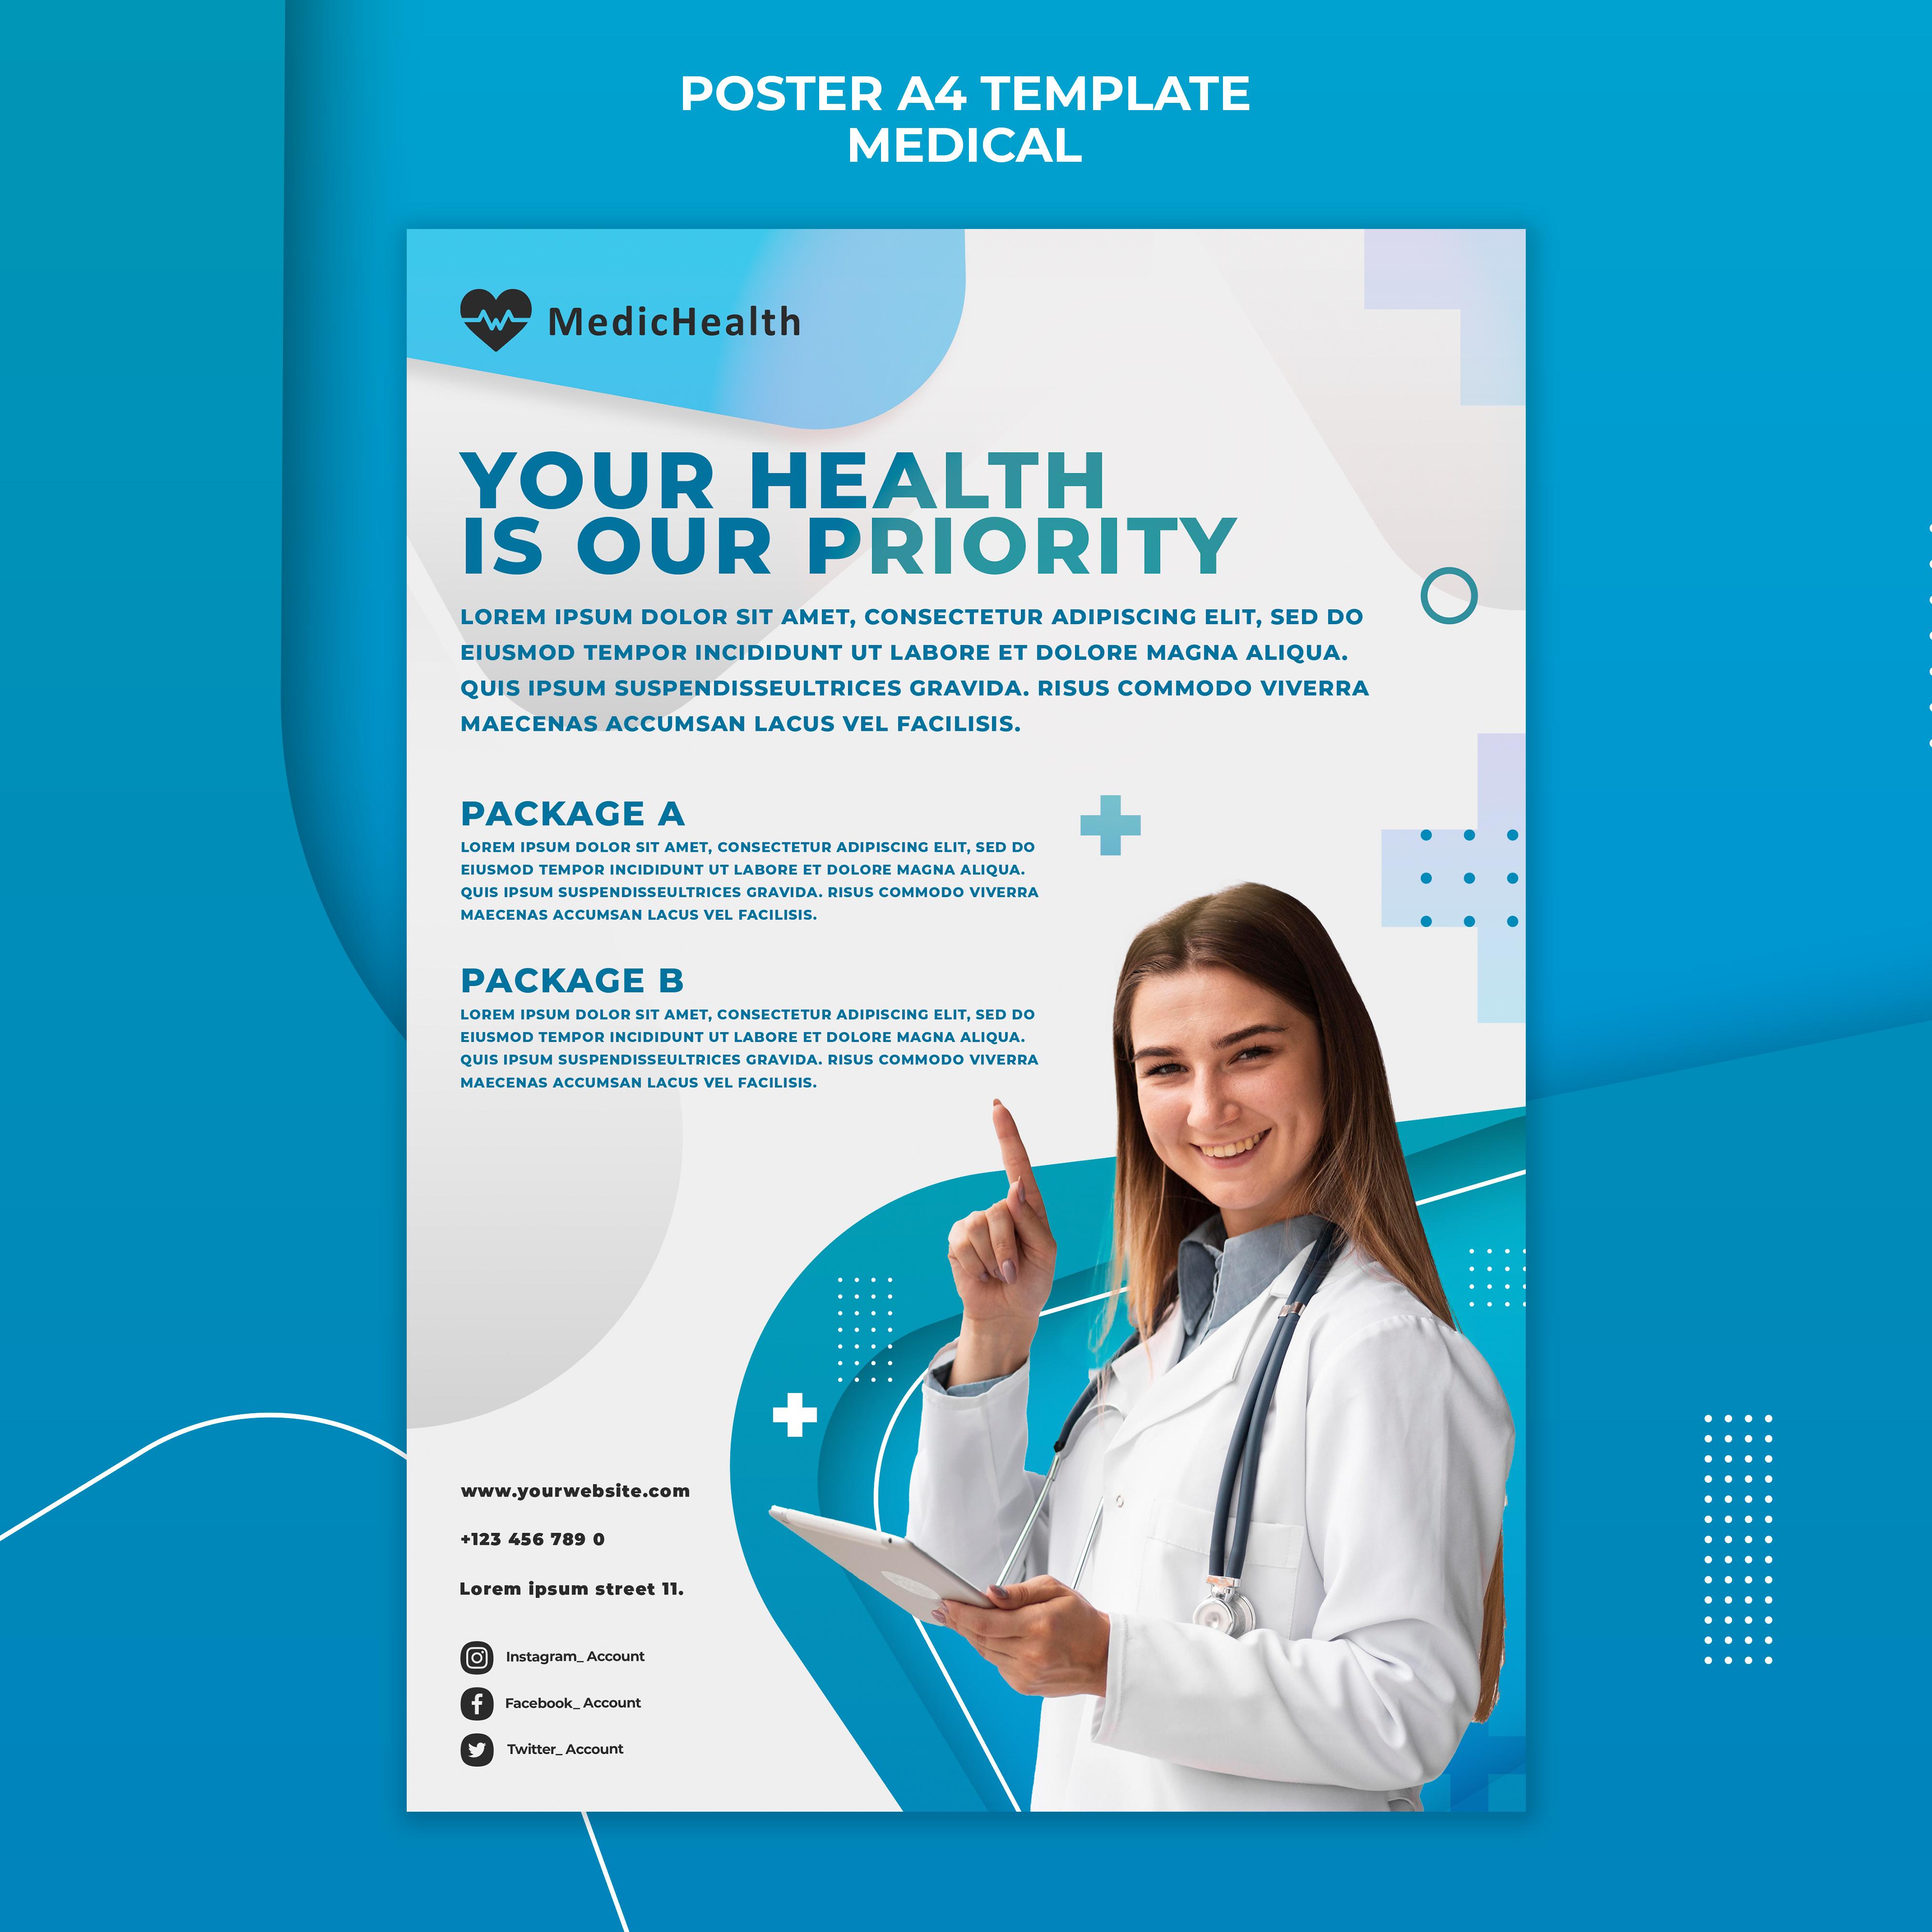 POSTER A4 TEMPLATE
MEDICAL
MedicHealth
YOUR HEALTH
IS OUR PRIORITY
LOREM IPSUM DOLOR SIT AMET, CONSECTETUR ADIPISCING ELIT, SED DO
EIUSMOD TEMPOR INCIDIDUNT UT LABORE ET DOLORE MAGNA ALIQUA.
QUIS IPSUM SUSPENDISSEULTRICES GRAVIDA. RISUS COMMODO VIVERRA
MAECENAS ACCUMSAN LACUS VEL FACILISIS.
PACKAGE A
LOREM IPSUM DOLOR SIT AMET, CONSECTETUR ADIPISCING ELIT, SED DO
EIUSMOD TEMPOR INCIDIDUNT UT LABORE ET DOLORE MAGNA ALIQUA.
QUIS IPSUM SUSPENDISSEULTRICES GRAVIDA. RISUS COMMODO VIVERRA
MAECENAS ACCUMSAN LACUS VEL FACILISIS.
PACKAGE B
LOREM IPSUM DOLOR SIT AMET, CONSECTETUR ADIPISCING ELIT, SED DO
EIUSMOD TEMPOR INCIDIDUNT UT LABORE ET DOLORE MAGNA ALIQUA.
QUIS IPSUM SUSPENDISSEULTRICES GRAVIDA. RISUS COMMODO VIVERRA
MAECENAS ACCUMSAN LACUS VEL FACILISIS.
www.yourwebsite.com
+123 456 789 0
Lorem ipsum street 11.
Instagram_ Account
Facebook_ Account
Twitter_ Account